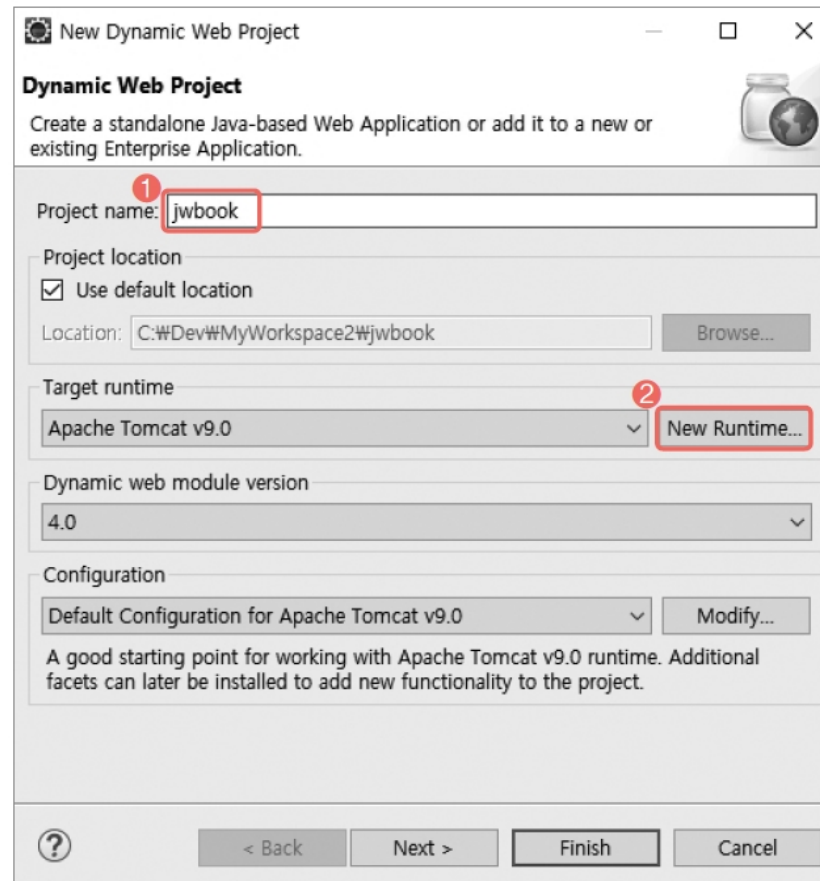 New Dynamic Web Project
Dynamic Web Project
Create a standalone Java-based Web Application or add it to a new or
existing Enterprise Application.
1
Project name: jwbook
Project location
Use default location
Location: C:₩Dev₩MyWorkspace2₩jwbook Browse...
Target runtime
2
Apache Tomcat v9.0 New Runtime...
Dynamic web module version
4.0
Configuration
Default Configuration for Apache Tomcat v9.0 Modify...
A good starting point for working with Apache Tomcat v9.0 runtime. Additional
facets can later be installed to add new functionality to the project.
? < Back Next > Finish Cancel